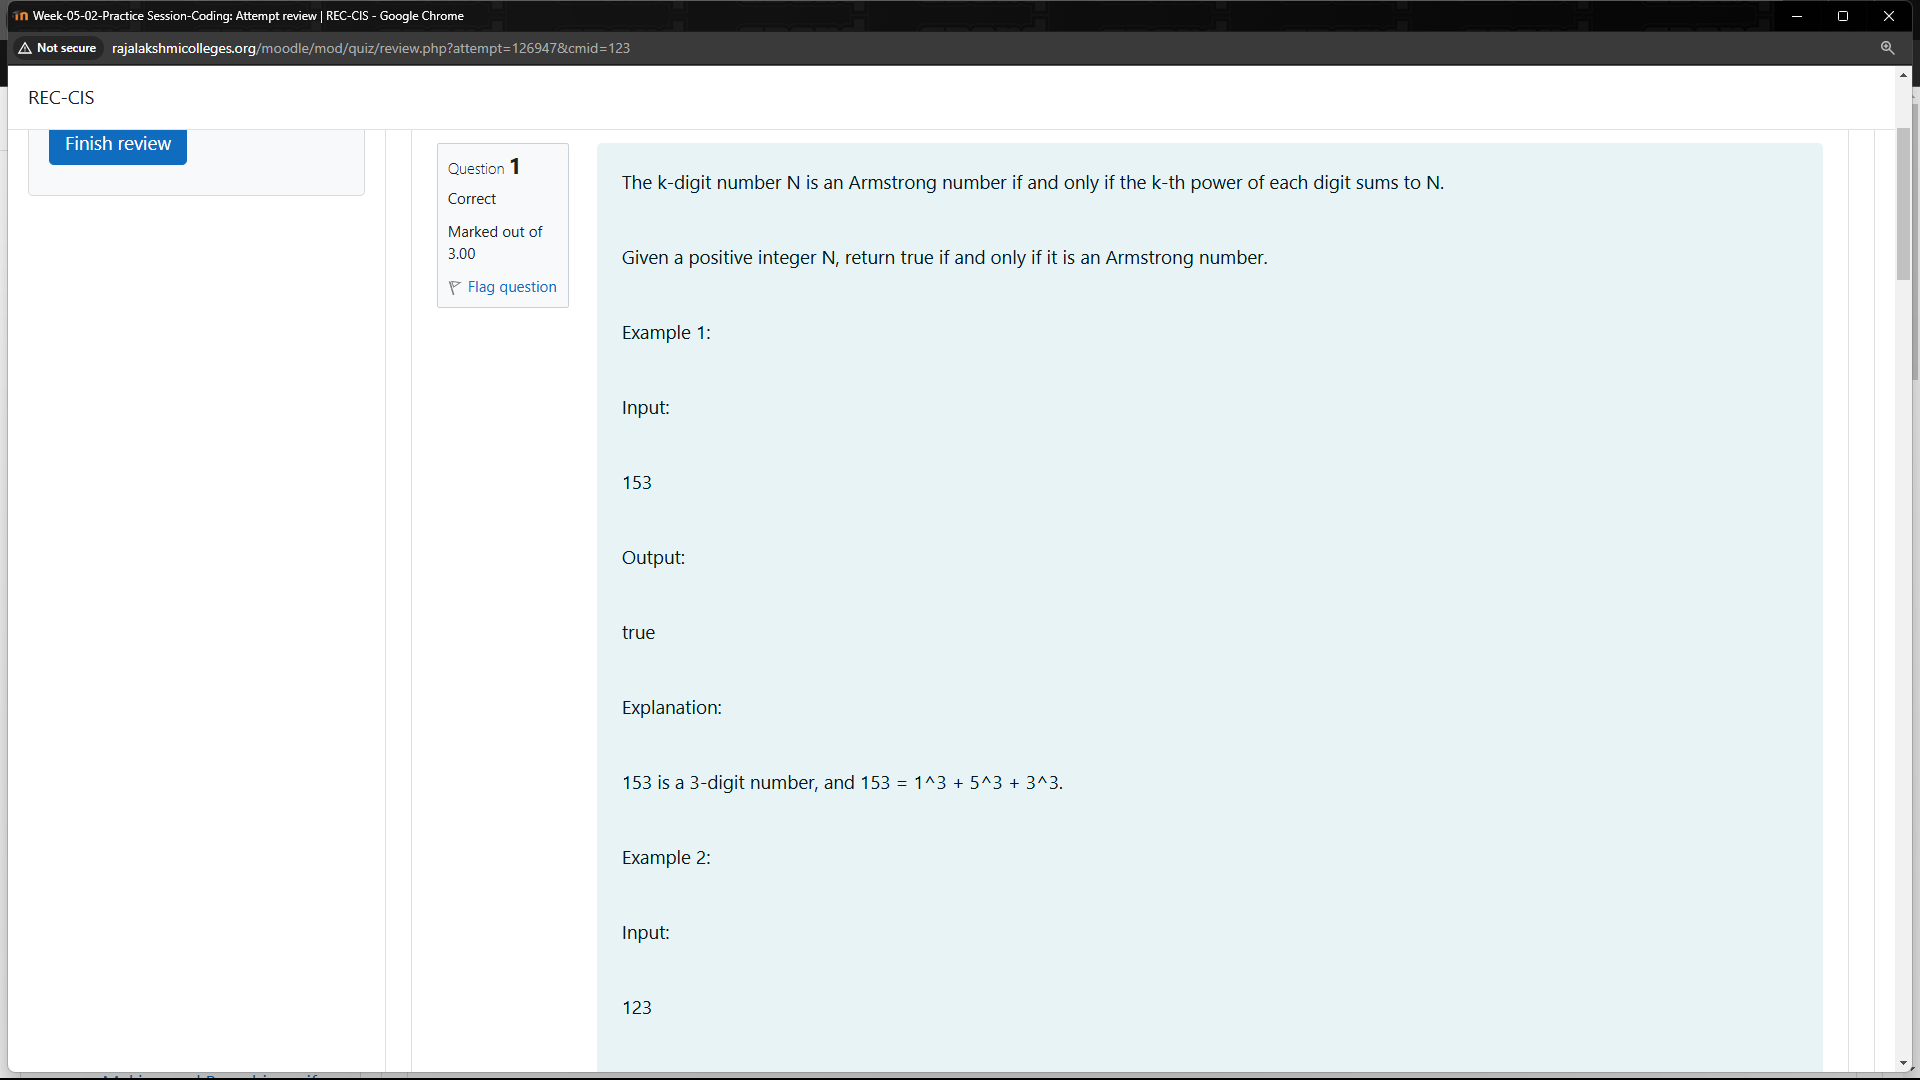 Week-05-02-Practice Session-Coding: Attempt review | REC-CIS - Google Chrome
Not secure rajalakshmicolleges.org/moodle/mod/quiz/review.php?attempt=126947&cmid=123
REC-CIS
Finish review
Question 1
Correct
Marked out of
3.00
Flag question
The k-digit number N is an Armstrong number if and only if the k-th power of each digit sums to N.
Given a positive integer N, return true if and only if it is an Armstrong number.
Example 1:
Input:
153
Output:
true
Explanation:
153 is a 3-digit number, and 153 = 1^3 + 5^3 + 3^3.
Example 2:
Input:
123